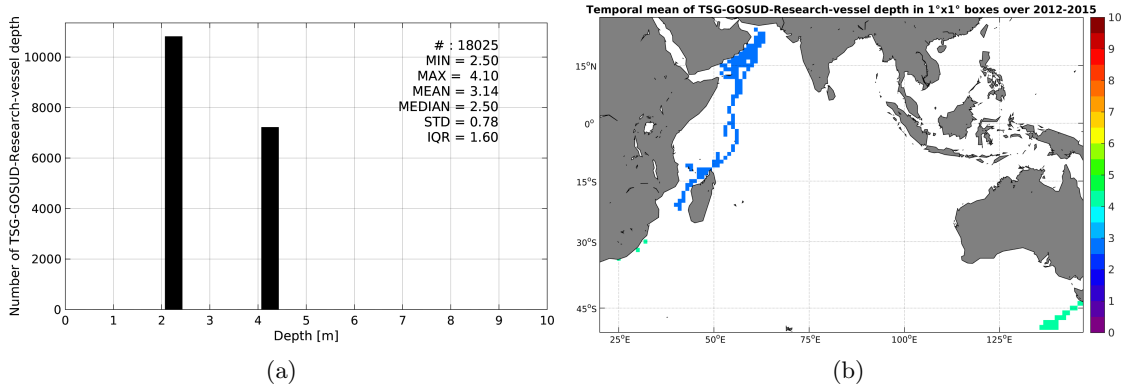 Temporal mean of TSG-GOSUD-Research-vessel depth in 1°x1° boxes over 2012-2015
Number of TSG-GOSUD-Research-vessel depth
10000
8000
6000
4000
2000
0
# : 18025
MIN = 2.50
MAX = 4.10
MEAN = 3.14
MEDIAN = 2.50
STD = 0.78
IQR = 1.60
0 1 2 3 4 5 6 7 8 9 10
Depth [m]
(a)
15°N
0°
15°S
30°S
45°S
25°E 50°E 75°E 100°E 125°E
10
9
8
7
6
5
4
3
2
1
0
(b)